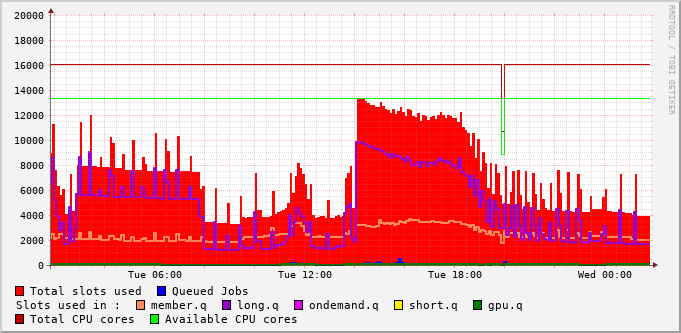 RRDTOOL / TOBI OETIKER
20000
18000
16000
14000
12000
10000
8000
6000
4000
2000
0
Tue 06:00 Tue 12:00 Tue 18:00 Wed 00:00
Total slots used Queued Jobs
Slots used in : member.q long.q ondemand.q short.q gpu.q
Total CPU cores Available CPU cores